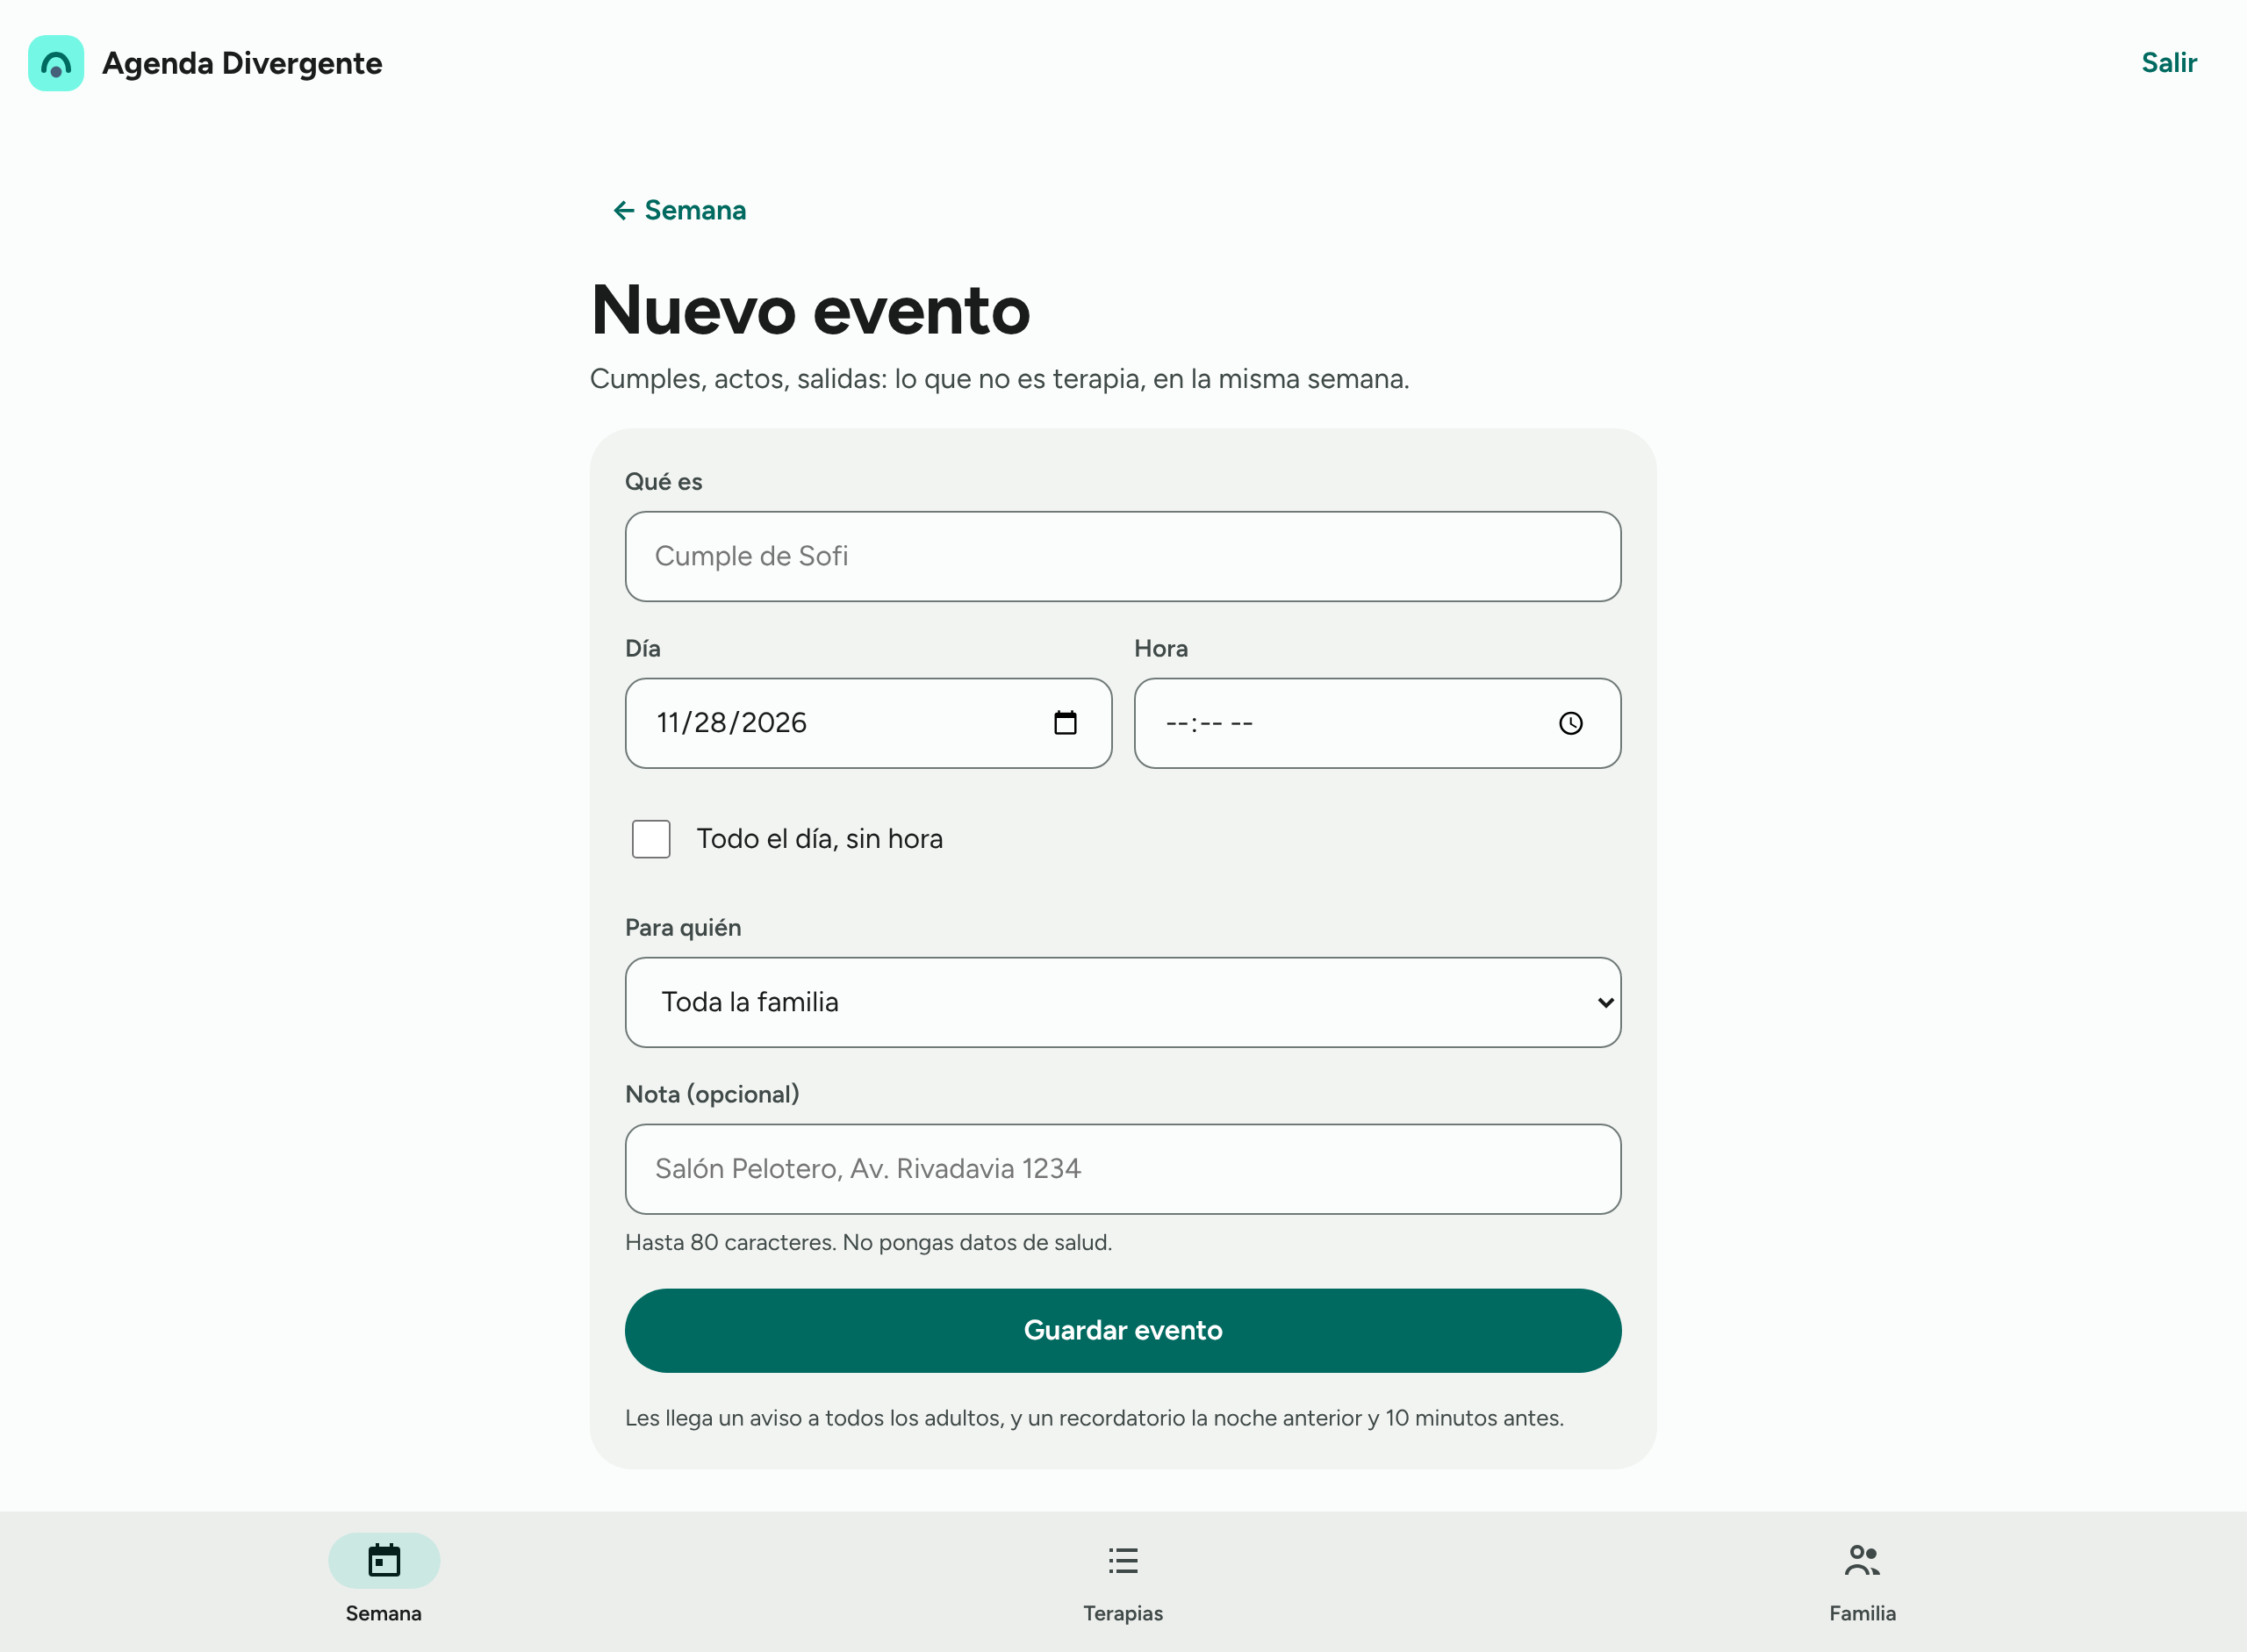 Agenda Divergente
Salir
← Semana
Nuevo evento
Cumples, actos, salidas: lo que no es terapia, en la misma semana.
Qué es
Cumple de Sofi
Día
Hora
11/28/2026
--:-- --
Todo el día, sin hora
Para quién
Toda la familia
Nota (opcional)
Salón Pelotero, Av. Rivadavia 1234
Hasta 80 caracteres. No pongas datos de salud.
Guardar evento
Les llega un aviso a todos los adultos, y un recordatorio la noche anterior y 10 minutos antes.
Semana
Terapias
Familia